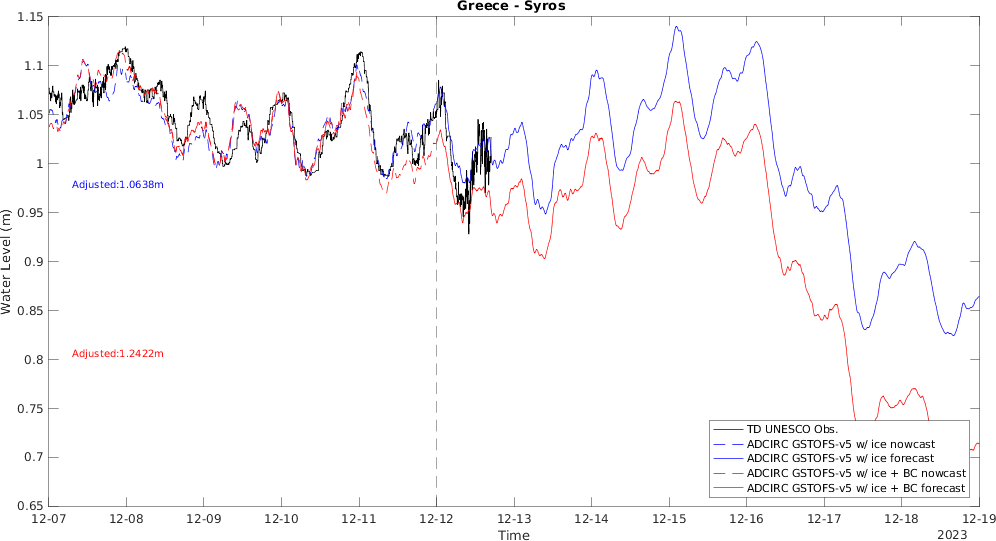 Greece - Syros
1.15
1.1
1.05
1
0.95
0.9
0.85
0.8
0.75
0.7
0.65
Water Level (m)
Adjusted:1.0638m
Adjusted:1.2422m
TD UNESCO Obs.
ADCIRC GSTOFS-v5 w/ ice nowcast
ADCIRC GSTOFS-v5 w/ ice forecast
ADCIRC GSTOFS-v5 w/ ice + BC nowcast
ADCIRC GSTOFS-v5 w/ ice + BC forecast
12-07 12-08 12-09 12-10 12-11 12-12 12-13 12-14 12-15 12-16 12-17 12-18 12-19
Time
2023